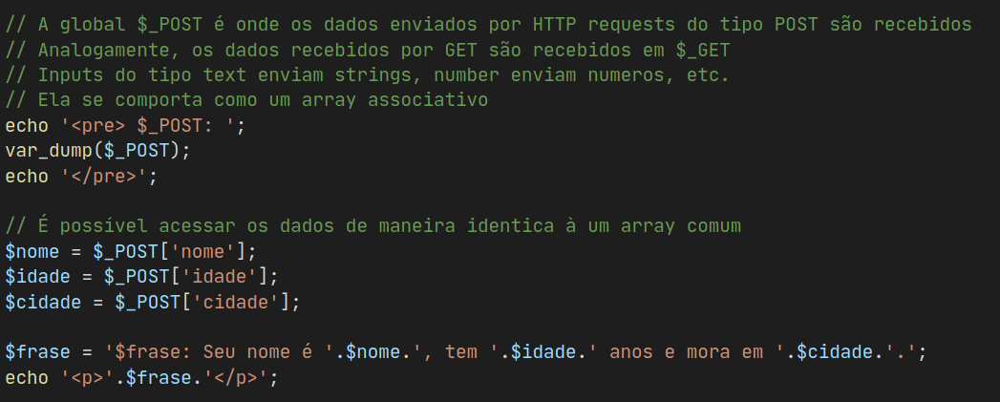 // A global $_POST é onde os dados enviados por HTTP requests do tipo POST são recebidos
// Analogamente, os dados recebidos por GET são recebidos em $_GET
// Inputs do tipo text enviam strings, number enviam numeros, etc.
// Ela se comporta como um array associativo
echo '<pre> $_POST: ';
var_dump($_POST);
echo '</pre>';
// É possível acessar os dados de maneira identica à um array comum
$nome = $_POST['nome'];
$idade = $_POST['idade'];
$cidade = $_POST['cidade'];
$frase = '$frase: Seu nome é '.$nome.', tem '.$idade.' anos e mora em '.$cidade.'.';
echo '<p>'.$frase.'</p>';